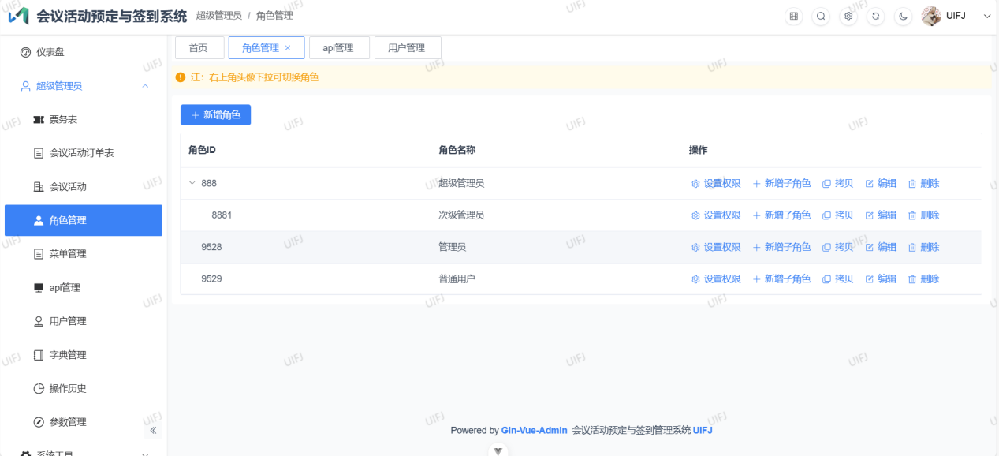 会议活动预定与签到系统 超级管理员 / 角色管理 UIFJ
仪表盘
超级管理员
票务表
会议活动订单表
会议活动
角色管理
菜单管理
api管理
用户管理
字典管理
操作历史
参数管理
系统工具
首页 角色管理 × api管理 用户管理
注：右上角头像下拉可切换角色
+ 新增角色
角色ID 角色名称 操作
888 超级管理员 设置权限 + 新增子角色 拷贝 编辑 删除
8881 次级管理员 设置权限 + 新增子角色 拷贝 编辑 删除
9528 管理员 设置权限 + 新增子角色 拷贝 编辑 删除
9529 普通用户 设置权限 + 新增子角色 拷贝 编辑 删除
Powered by Gin-Vue-Admin 会议活动预定与签到管理系统 UIFJ